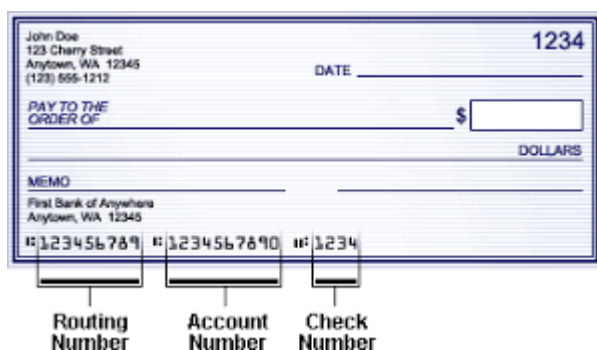 John Doe
1234
123 Cherry Street
Anytown, WA 12345
(123) 555-1212
DATE
PAY TO THE
ORDER OF
$
DOLLARS
MEMO
First Bank of Anywhere
Anytown, WA 12345
⑆123456789 ⑆1234567890 ⑈1234
Routing Number
Account Number
Check Number